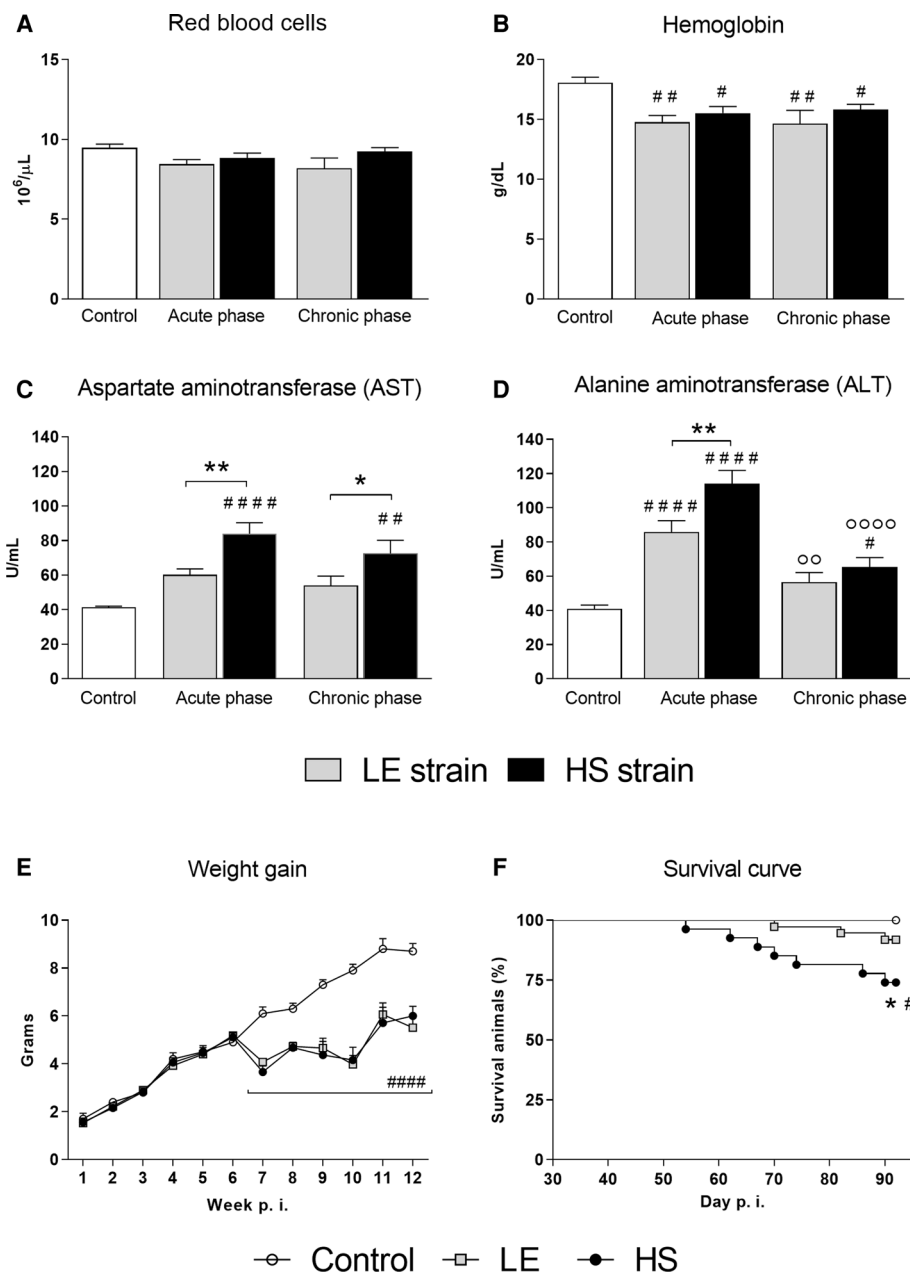 A Red blood cells
15
10
5
0
10⁶/µL
Control Acute phase Chronic phase
B Hemoglobin
20
15
10
5
0
g/dL
# # # # # #
Control Acute phase Chronic phase
C Aspartate aminotransferase (AST)
140
120
100
80
60
40
20
0
U/mL
** *
# # # # # #
Control Acute phase Chronic phase
D Alanine aminotransferase (ALT)
140
120
100
80
60
40
20
0
U/mL
**
# # # #
# # # #
○○○○
○○ #
Control Acute phase Chronic phase
LE strain HS strain
E Weight gain
10
8
6
4
2
0
Grams
####
1 2 3 4 5 6 7 8 9 10 11 12
Week p. i.
F Survival curve
100
75
50
25
0
Survival animals (%)
* #
30 40 50 60 70 80 90
Day p. i.
Control LE HS